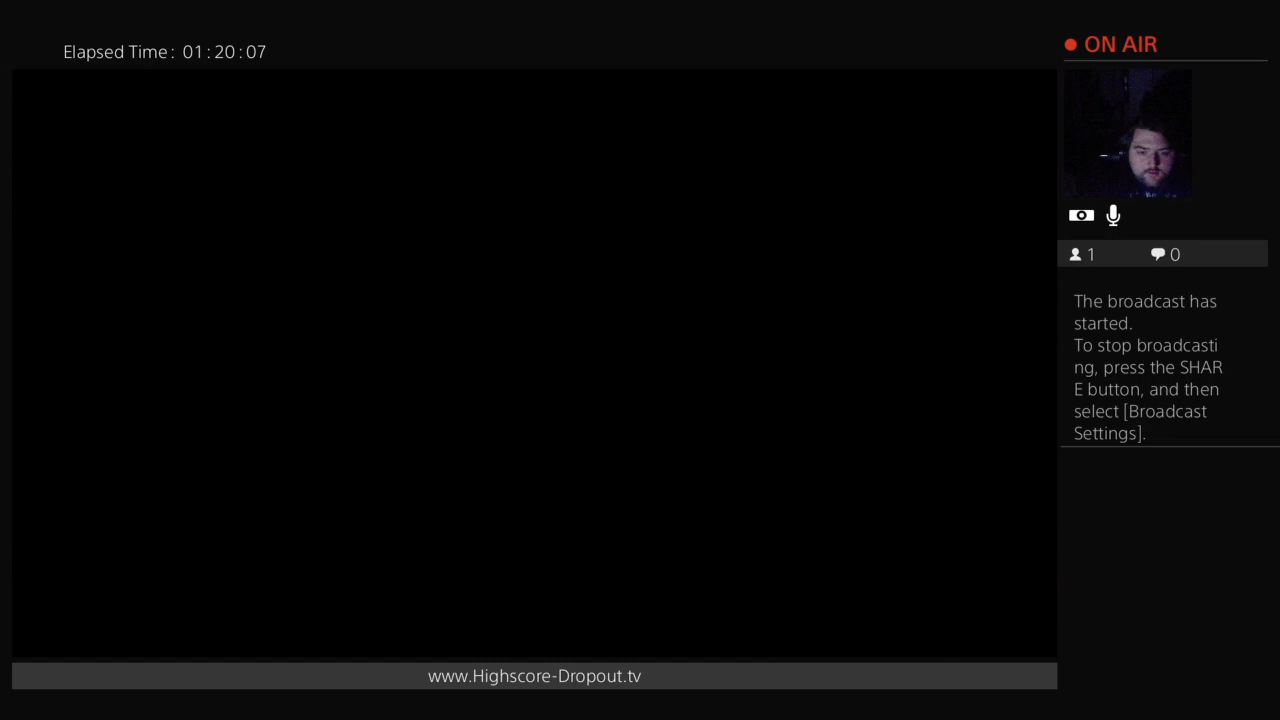 Elapsed Time: 01:20:07
ON AIR
1 0
The broadcast has
started.
To stop broadcasti
ng, press the SHAR
E button, and then
select [Broadcast
Settings].
www.Highscore-Dropout.tv